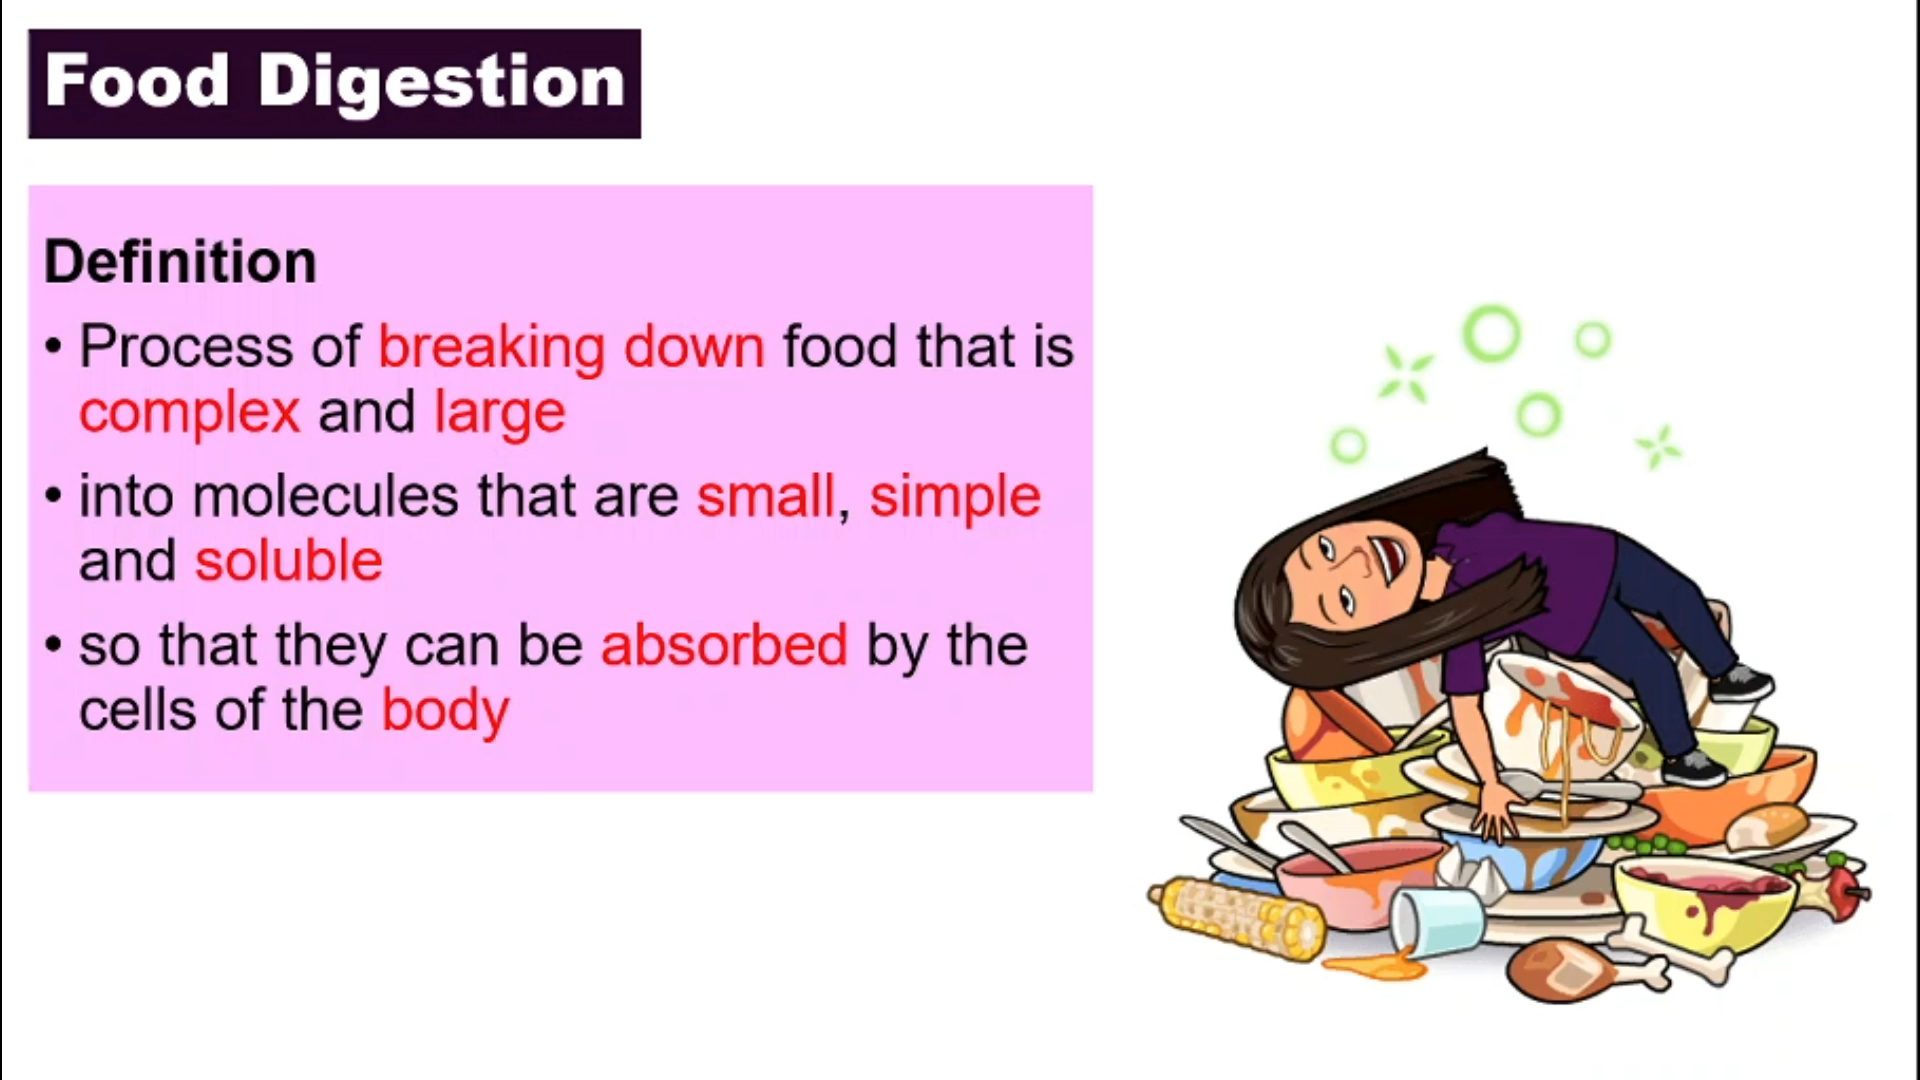 Food Digestion
Definition
• Process of breaking down food that is
complex and large
• into molecules that are small, simple
and soluble
• so that they can be absorbed by the
cells of the body